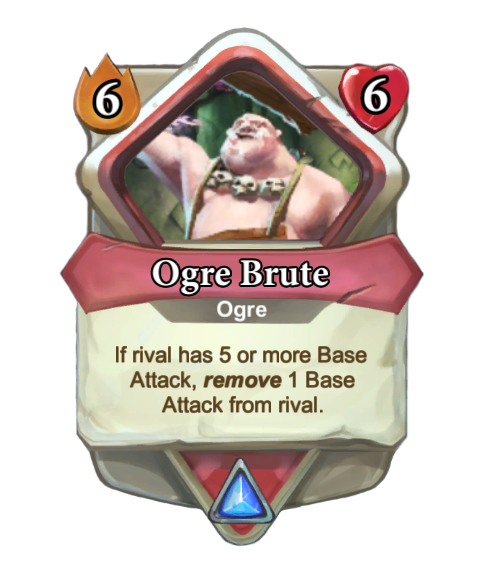 6
6
Ogre Brute
Ogre
If rival has 5 or more Base
Attack, remove 1 Base
Attack from rival.